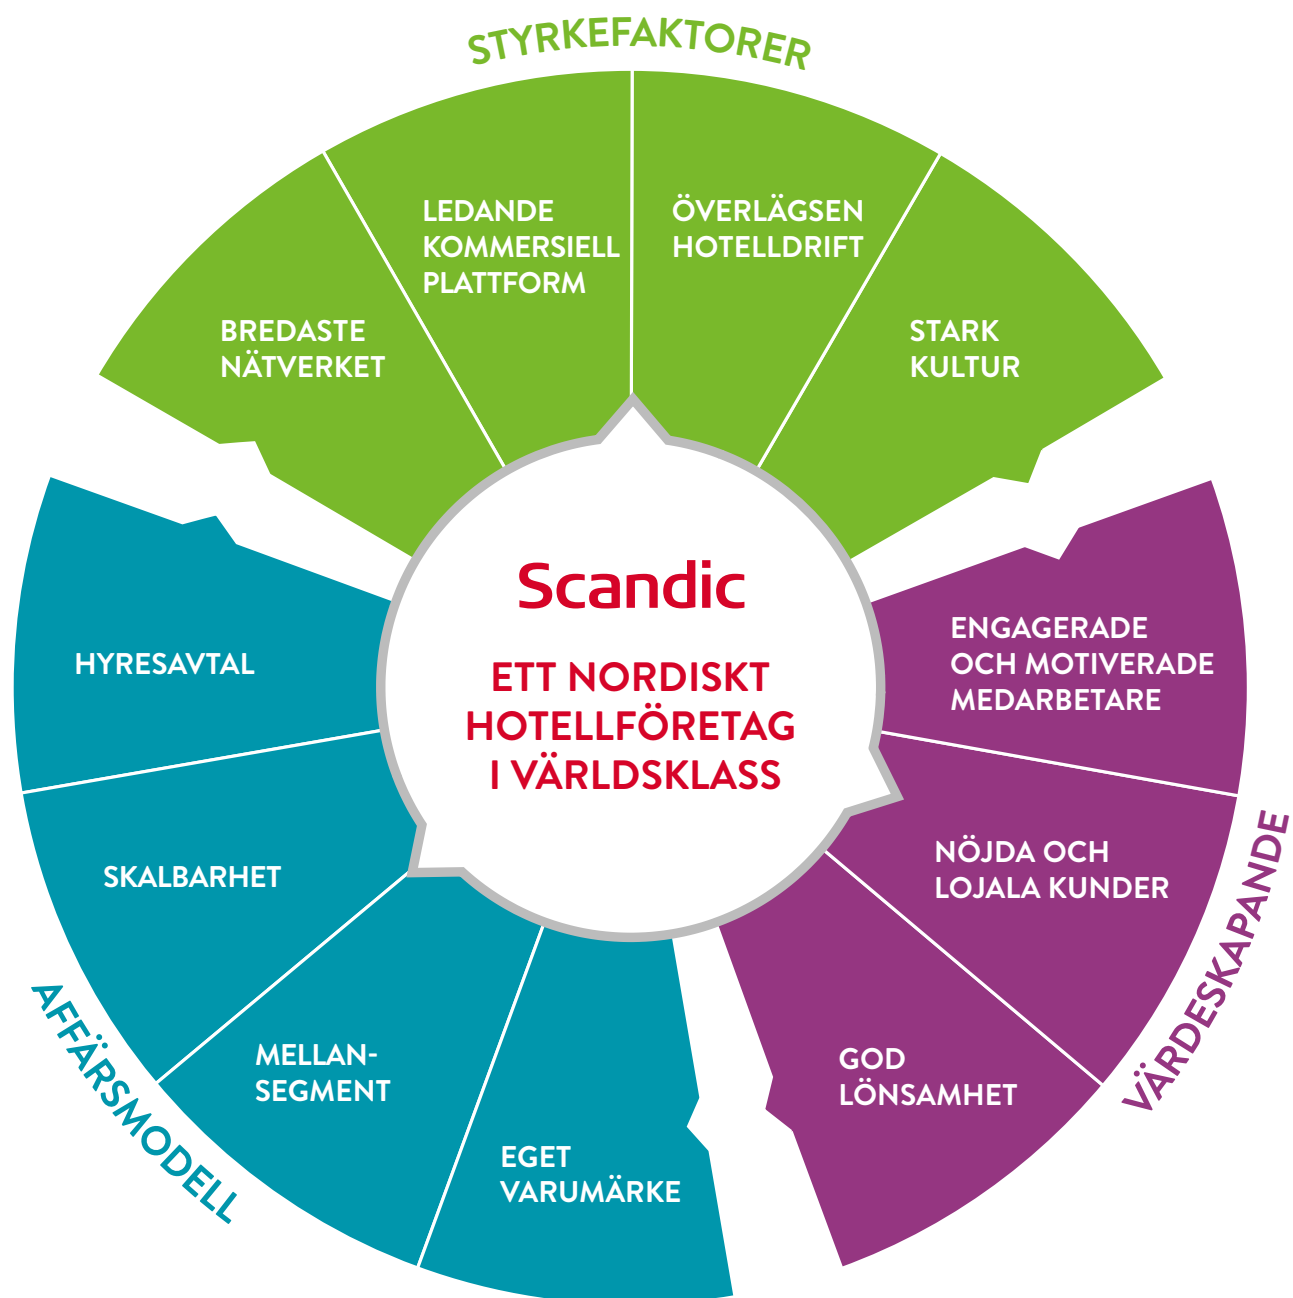 STYRKEFAKTORER
LEDANDE
KOMMERSIELL
PLATTFORM
ÖVERLÄGSEN
HOTELLDRIFT
BREDASTE
NÄTVERKET
STARK
KULTUR
Scandic
ETT NORDISKT
HOTELLFÖRETAG
I VÄRLDSKLASS
HYRESAVTAL
SKALBARHET
MELLAN-
SEGMENT
EGET
VARUMÄRKE
AFFÄRSMODELL
ENGAGERADE
OCH MOTIVERADE
MEDARBETARE
NÖJDA OCH
LOJALA KUNDER
GOD
LÖNSAMHET
VÄRDESKAPANDE